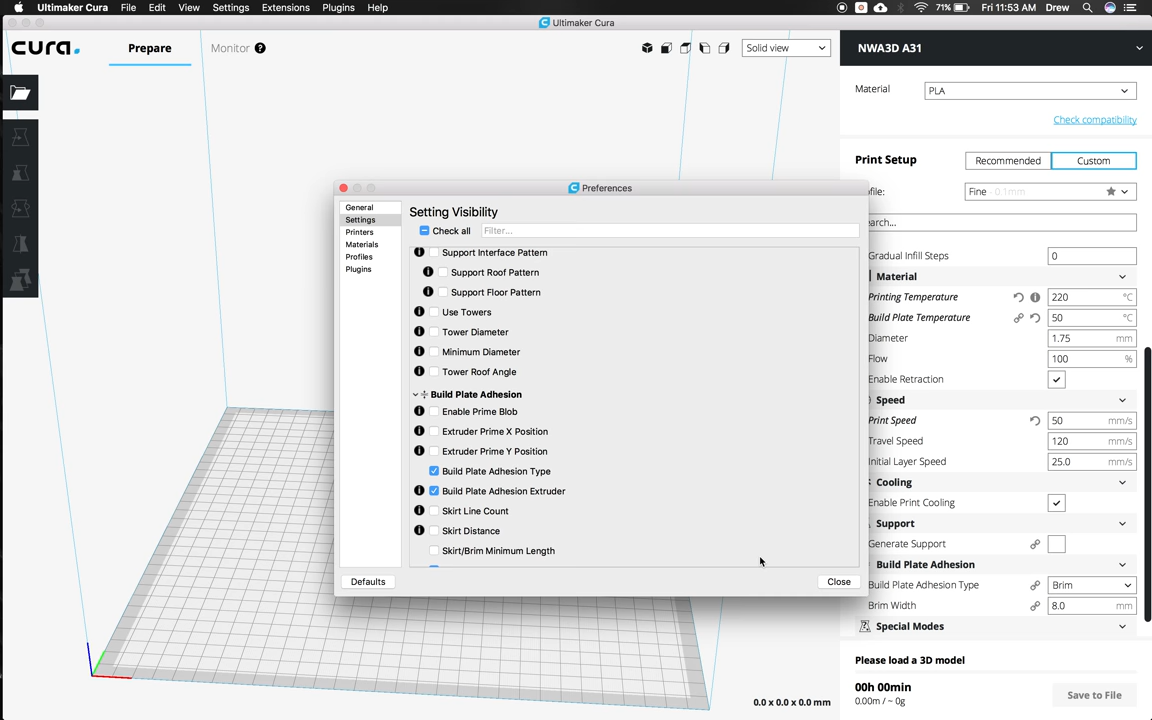 Ultimaker Cura File Edit View Settings Extensions Plugins Help 71% Fri 11:53 AM Drew
Ultimaker Cura
cura.
Prepare
Monitor ?
Solid view
NWA3D A31
Material
PLA
Check compatibility
Print Setup
Recommended
Custom
file:
Fine - 0.1mm
earch...
Gradual Infill Steps 0
Material
Printing Temperature 220 °C
Build Plate Temperature 50 °C
Diameter 1.75 mm
Flow 100 %
Enable Retraction
Speed
Print Speed 50 mm/s
Travel Speed 120 mm/s
Initial Layer Speed 25.0 mm/s
Cooling
Enable Print Cooling
Support
Generate Support
Build Plate Adhesion
Build Plate Adhesion Type Brim
Brim Width 8.0 mm
Special Modes
Please load a 3D model
00h 00min
0.00m / ~ 0g
Save to File
Preferences
General
Settings
Printers
Materials
Profiles
Plugins
Setting Visibility
Check all
Filter...
Support Interface Pattern
Support Roof Pattern
Support Floor Pattern
Use Towers
Tower Diameter
Minimum Diameter
Tower Roof Angle
Build Plate Adhesion
Enable Prime Blob
Extruder Prime X Position
Extruder Prime Y Position
Build Plate Adhesion Type
Build Plate Adhesion Extruder
Skirt Line Count
Skirt Distance
Skirt/Brim Minimum Length
Defaults
Close
0.0 x 0.0 x 0.0 mm